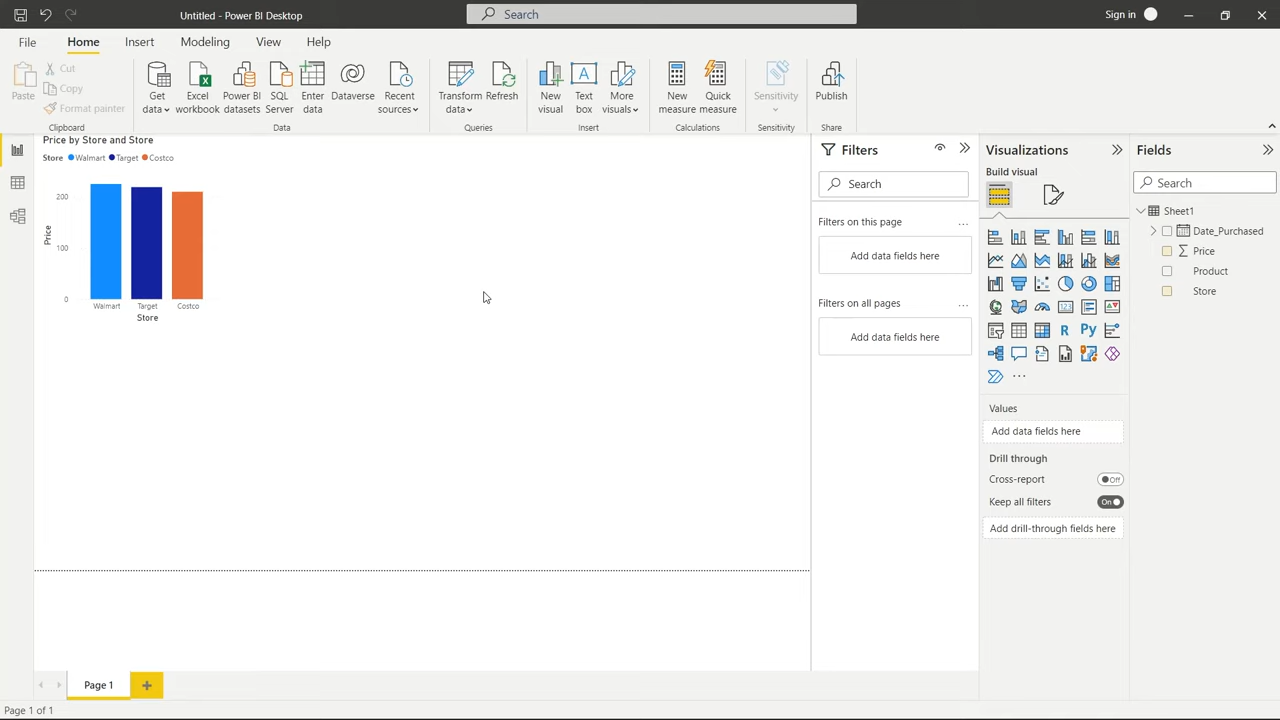 Untitled - Power BI Desktop
Search
Sign in
File
Home
Insert
Modeling
View
Help
Paste
Cut
Copy
Format painter
Clipboard
Get data
Excel workbook
Power BI datasets
SQL Server
Enter data
Dataverse
Recent sources
Data
Transform data
Refresh
Queries
New visual
Text box
More visuals
Insert
New measure
Quick measure
Calculations
Sensitivity
Sensitivity
Publish
Share
Price by Store and Store
Store Walmart Target Costco
200
100
0
Price
Walmart Target Costco
Store
Filters
Search
Filters on this page
...
Add data fields here
Filters on all pages
...
Add data fields here
Visualizations
Build visual
R
Py
...
Values
Add data fields here
Drill through
Cross-report
Off
Keep all filters
On
Add drill-through fields here
Fields
Search
Sheet1
Date_Purchased
Price
Product
Store
Page 1
Page 1 of 1